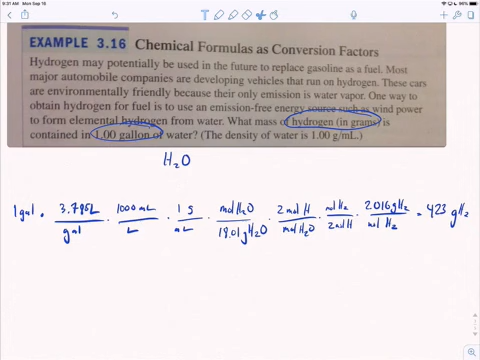 9:31 AM Mon Sep 16
96%
EXAMPLE 3.16 Chemical Formulas as Conversion Factors
Hydrogen may potentially be used in the future to replace gasoline as a fuel. Most
major automobile companies are developing vehicles that run on hydrogen. These cars
are environmentally friendly because their only emission is water vapor. One way to
obtain hydrogen for fuel is to use an emission-free energy source such as wind power
to form elemental hydrogen from water. What mass of hydrogen (in grams) is
contained in 1.00 gallon of water? (The density of water is 1.00 g/mL.)
H₂O
1 gal · 3.785L/gal · 1000 mL/L · 1 g/mL · mol H₂O/18.01 g H₂O · 2 mol H/mol H₂O · mol H₂/2 mol H · 2.016 g H₂/mol H₂ = 423 g H₂